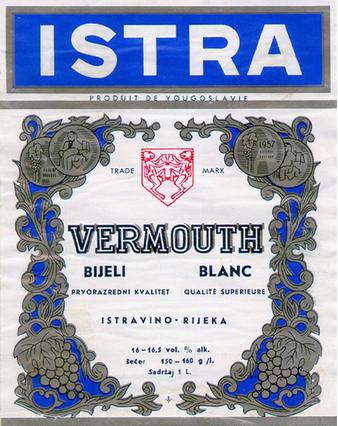 ISTRA
PRODUIT DE YOUGOSLAVIE
1957
TRADE MARK
VERMOUTH
BIJELI BLANC
PRVORAZREDNI KVALITET QUALITÉ SUPERIEURE
ISTRAVINO · RIJEKA
16 — 16,5 vol. % alk.
šećer 150 — 160 g /l.
Sadržaj 1 L.